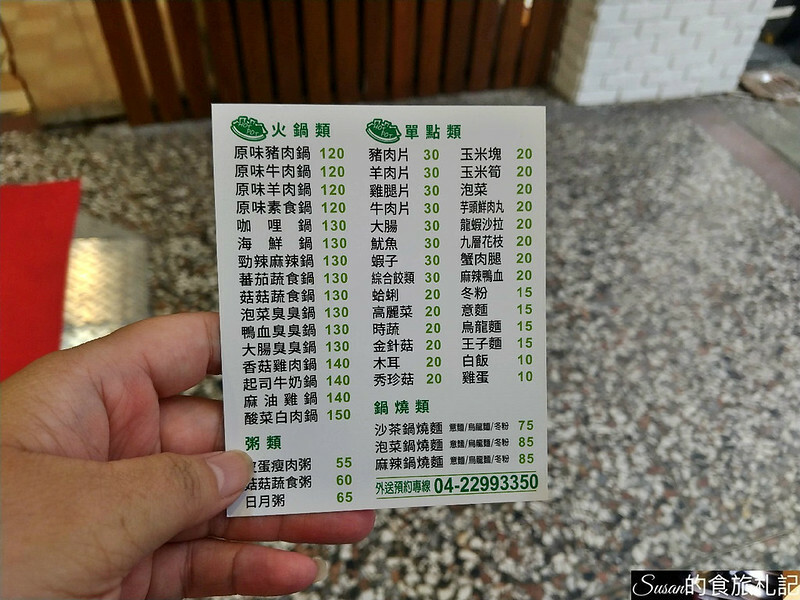 火鍋類
原味豬肉鍋 120
原味牛肉鍋 120
原味羊肉鍋 120
原味素食鍋 120
咖哩鍋 130
海鮮鍋 130
勁辣麻辣鍋 130
蕃茄蔬食鍋 130
菇菇蔬食鍋 130
泡菜臭臭鍋 130
鴨血臭臭鍋 130
大腸臭臭鍋 130
香菇雞肉鍋 140
起司牛奶鍋 140
麻油雞鍋 140
酸菜白肉鍋 150
粥類
蛋瘦肉粥 55
菇菇蔬食粥 60
日月粥 65
單點類
豬肉片 30
羊肉片 30
雞腿片 30
牛肉片 30
大腸 30
魷魚 30
蝦子 30
綜合餃類 30
蛤蜊 20
高麗菜 20
時蔬 20
金針菇 20
木耳 20
秀珍菇 20
玉米塊 20
玉米筍 20
泡菜 20
芋頭鮮肉丸 20
龍蝦沙拉 20
九層花枝 20
蟹肉腿 20
麻辣鴨血 20
冬粉 15
意麵 15
烏龍麵 15
王子麵 15
白飯 10
雞蛋 10
鍋燒類
沙茶鍋燒麵 意麵/烏龍麵/冬粉 75
泡菜鍋燒麵 意麵/烏龍麵/冬粉 85
麻辣鍋燒麵 意麵/烏龍麵/冬粉 85
外送預約專線 04-22993350
Susan的食旅札記